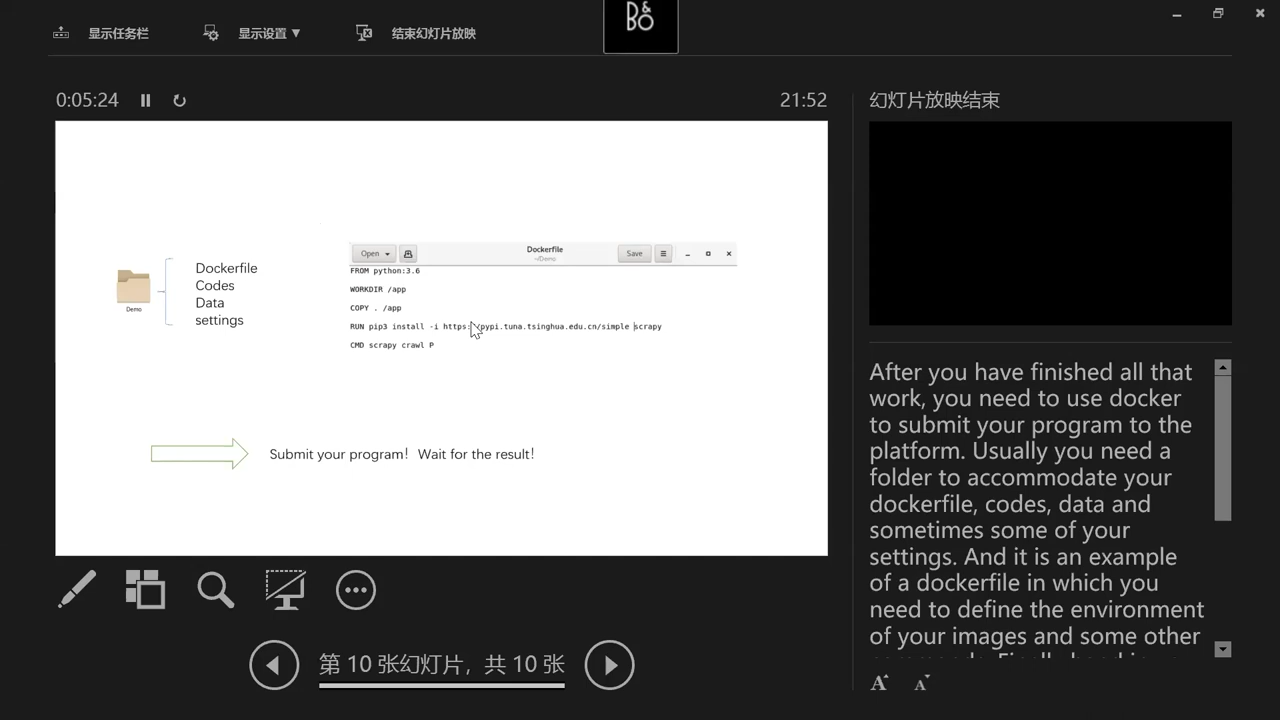 显示任务栏
显示设置 ▼
结束幻灯片放映
B&O
0:05:24
21:52
幻灯片放映结束
Dockerfile
Codes
Data
settings
Demo
Open
Dockerfile
~/Demo
Save
FROM python:3.6
WORKDIR /app
COPY . /app
RUN pip3 install -i https://pypi.tuna.tsinghua.edu.cn/simple scrapy
CMD scrapy crawl P
Submit your program！ Wait for the result！
After you have finished all that
work, you need to use docker
to submit your program to the
platform. Usually you need a
folder to accommodate your
dockerfile, codes, data and
sometimes some of your
settings. And it is an example
of a dockerfile in which you
need to define the environment
of your images and some other
第 10 张幻灯片，共 10 张
A A